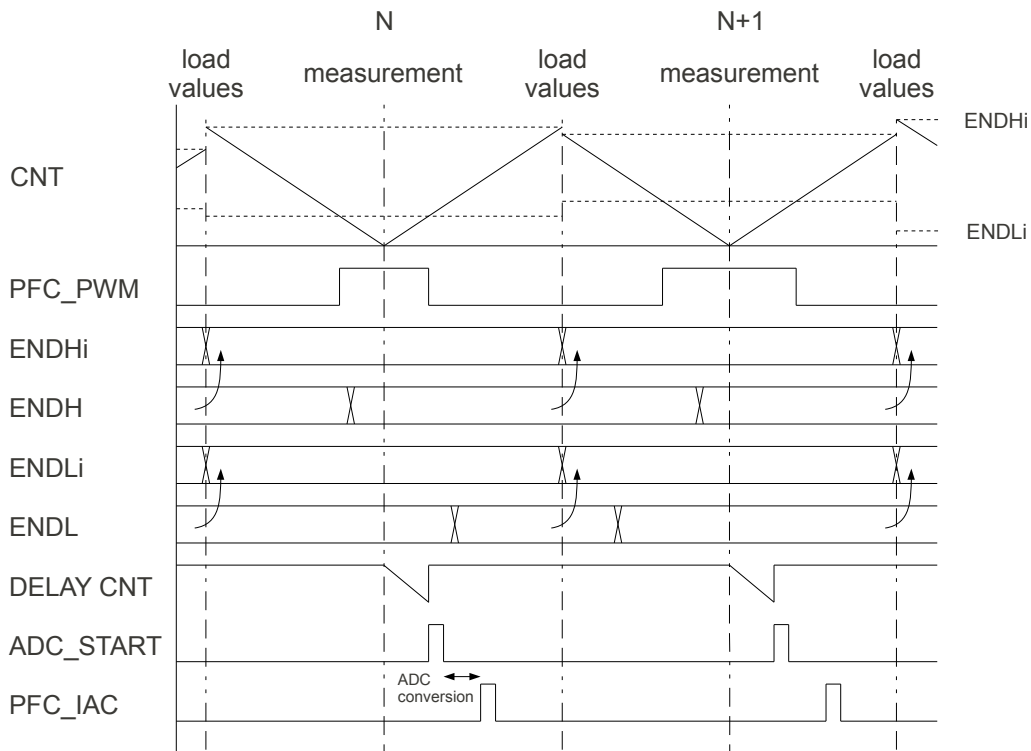 N
N+1
load
values
measurement
load
values
measurement
load
values
ENDHi
CNT
ENDLi
PFC_PWM
ENDHi
ENDH
ENDLi
ENDL
DELAY CNT
ADC_START
ADC
conversion
PFC_IAC